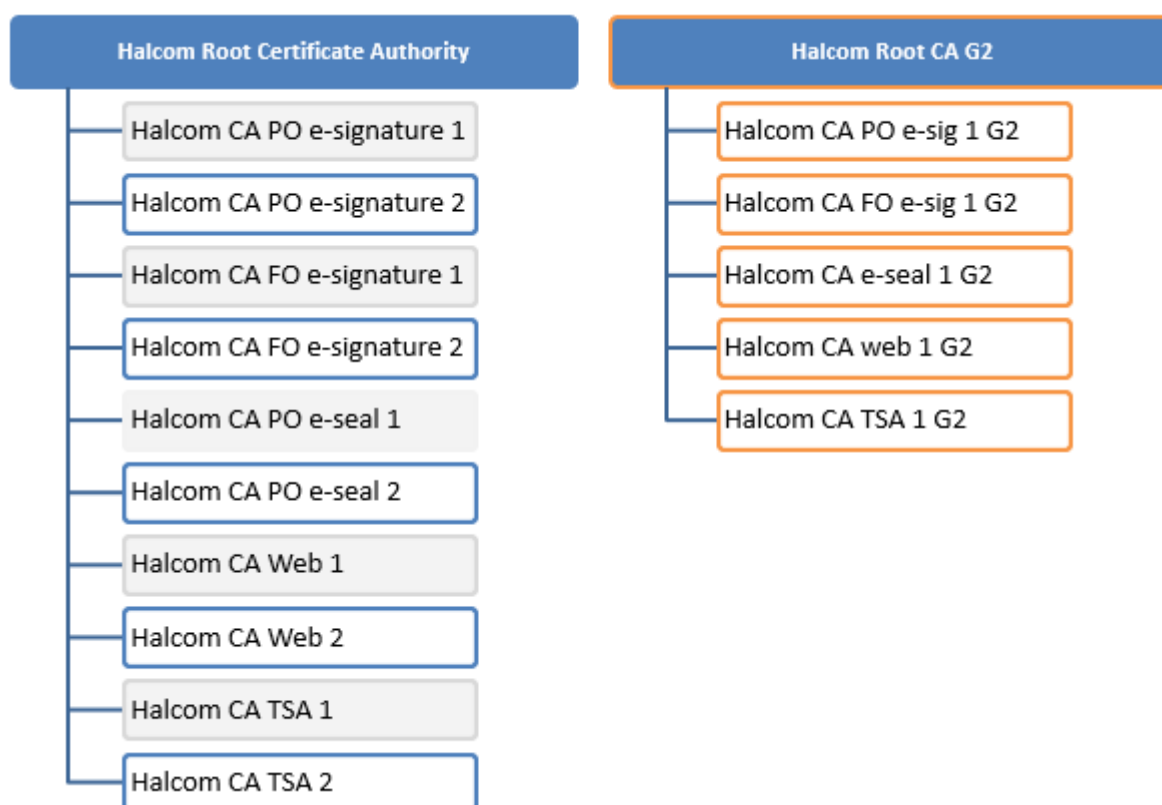 Halcom Root Certificate Authority
Halcom CA PO e-signature 1
Halcom CA PO e-signature 2
Halcom CA FO e-signature 1
Halcom CA FO e-signature 2
Halcom CA PO e-seal 1
Halcom CA PO e-seal 2
Halcom CA Web 1
Halcom CA Web 2
Halcom CA TSA 1
Halcom CA TSA 2
Halcom Root CA G2
Halcom CA PO e-sig 1 G2
Halcom CA FO e-sig 1 G2
Halcom CA e-seal 1 G2
Halcom CA web 1 G2
Halcom CA TSA 1 G2